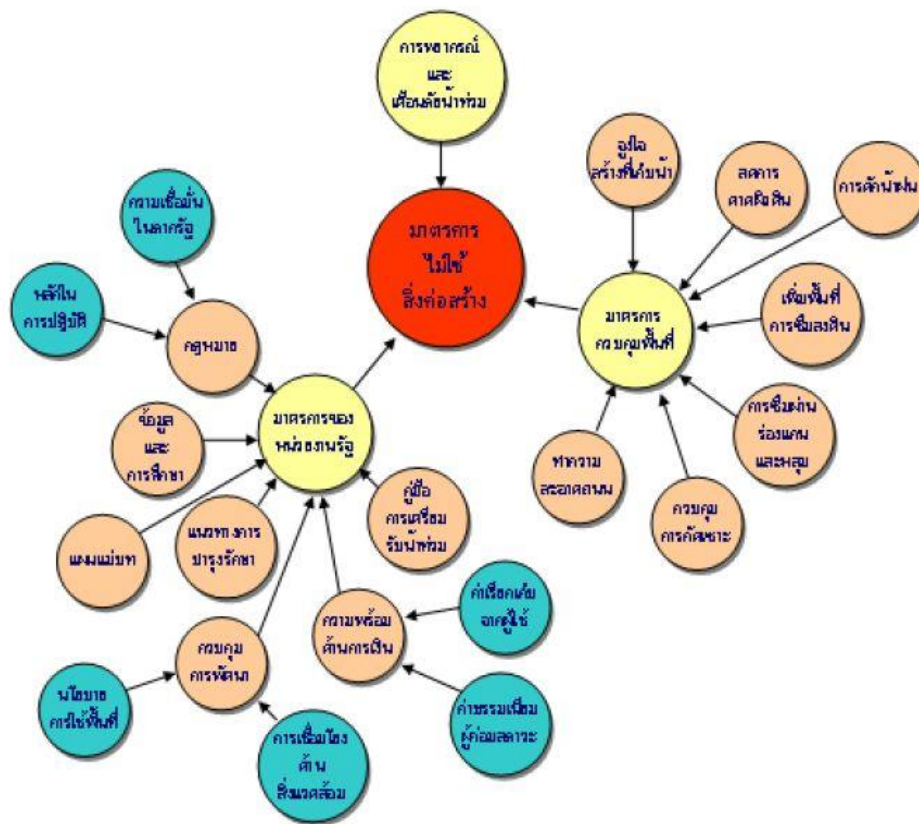 การพยากรณ์
และ
เตือนภัยน้ำท่วม
จูงใจ
สร้างที่เก็บน้ำ
ลดการ
ดาดผิวดิน
การดักน้ำฝน
ความเชื่อมั่น
ในภาครัฐ
มาตรการ
ไม่ใช้
สิ่งก่อสร้าง
หลักใน
การปฏิบัติ
เพิ่มพื้นที่
การซึมลงดิน
มาตรการ
ควบคุมพื้นที่
กฎหมาย
การซึมผ่าน
ร่องแคบ
และหลุม
ข้อมูล
และ
การศึกษา
มาตรการของ
หน่วยงานรัฐ
ทำความ
สะอาดถนน
คู่มือ
การเตรียม
รับน้ำท่วม
ควบคุม
การกัดเซาะ
แผนแม่บท
แนวทางการ
บำรุงรักษา
ค่าเรียกเก็บ
จากผู้ใช้
ความพร้อม
ด้านการเงิน
ควบคุม
การพัฒนา
นโยบาย
การใช้พื้นที่
ค่าธรรมเนียม
ผู้ก่อมลภาวะ
การเชื่อมโยง
ด้าน
สิ่งแวดล้อม